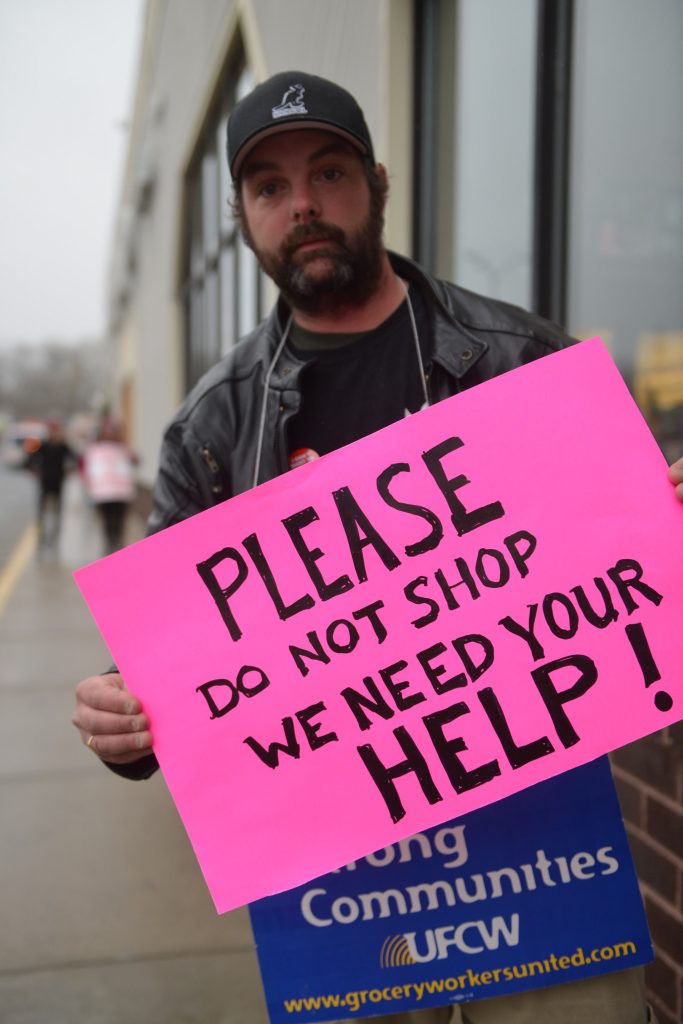 PLEASE
DO NOT SHOP
WE NEED YOUR
HELP!
Communities
UFCW
www.groceryworkersunited.com